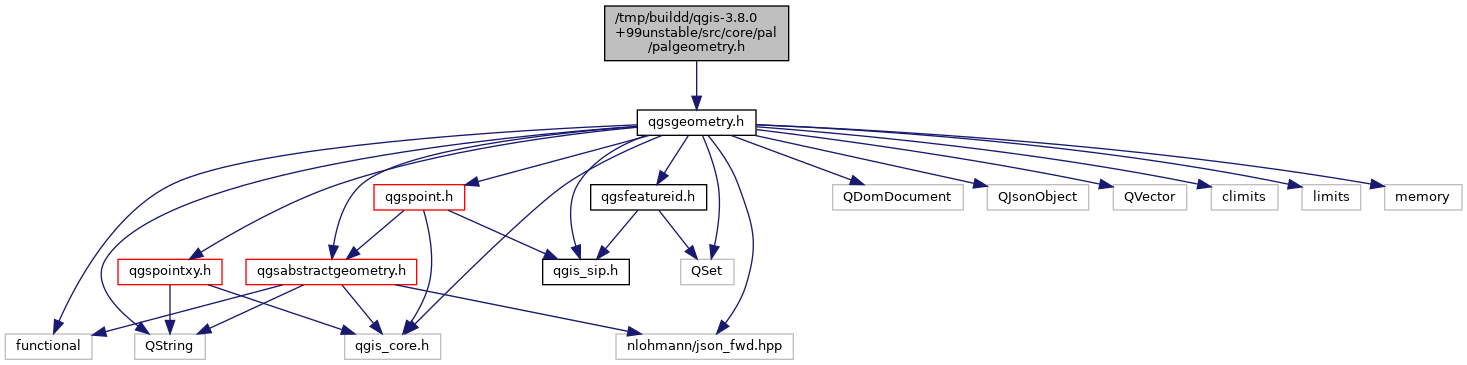 /tmp/buildd/qgis-3.8.0
+99unstable/src/core/pal
/palgeometry.h
qgsgeometry.h
qgspoint.h
qgsfeatureid.h
QDomDocument
QJsonObject
QVector
climits
limits
memory
qgspointxy.h
qgsabstractgeometry.h
qgis_sip.h
QSet
functional
QString
qgis_core.h
nlohmann/json_fwd.hpp